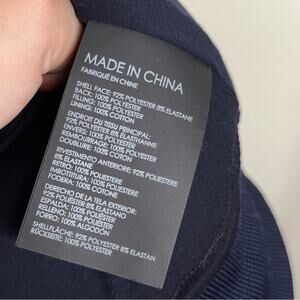 MADE IN CHINA
FABRIQUÉ EN CHINE
SHELL FACE: 92% POLYESTER 8% ELASTANE
BACK: 100% POLYESTER
FILLING: 100% POLYESTER
LINING: 100% COTTON
ENDROIT DU TISSU PRINCIPAL:
92% POLYESTER 8% ELASTHANNE
ENVERS: 100% POLYESTER
REMBOURRAGE: 100% POLYESTER
DOUBLURE: 100% COTON
RIVESTIMENTO ANTERIORE: 92% POLIESTERE
8% ELASTANE
RETRO: 100% POLIESTERE
IMBOTTITURA: 100% POLIESTERE
FODERA: 100% COTONE
DERECHO DE LA TELA EXTERIOR:
92% POLIÉSTER 8% ELASTANO
ESPALDA: 100% POLIÉSTER
RELLENO: 100% POLIÉSTER
FORRO: 100% ALGODÓN
SHELLFLÄCHE: 92% POLYESTER 8% ELASTAN
RÜCKSEITE: 100% POLYESTER